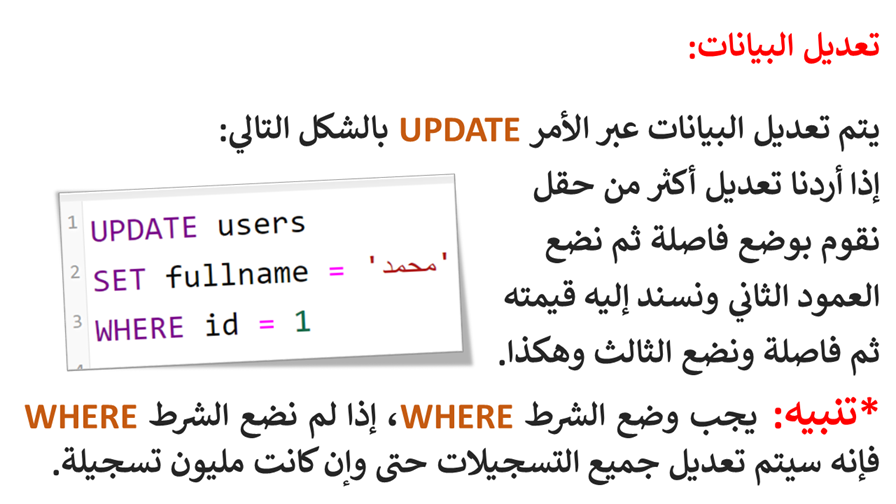 تعديل البيانات:
يتم تعديل البيانات عبر الأمر UPDATE بالشكل التالي:
إذا أردنا تعديل أكثر من حقل
نقوم بوضع فاصلة ثم نضع
العمود الثاني ونسند إليه قيمته
ثم فاصلة ونضع الثالث وهكذا.
1 UPDATE users
2 SET fullname = 'محمد'
3 WHERE id = 1
*تنبيه: يجب وضع الشرط WHERE، إذا لم نضع الشرط WHERE
فإنه سيتم تعديل جميع التسجيلات حتى وإن كانت مليون تسجيلة.